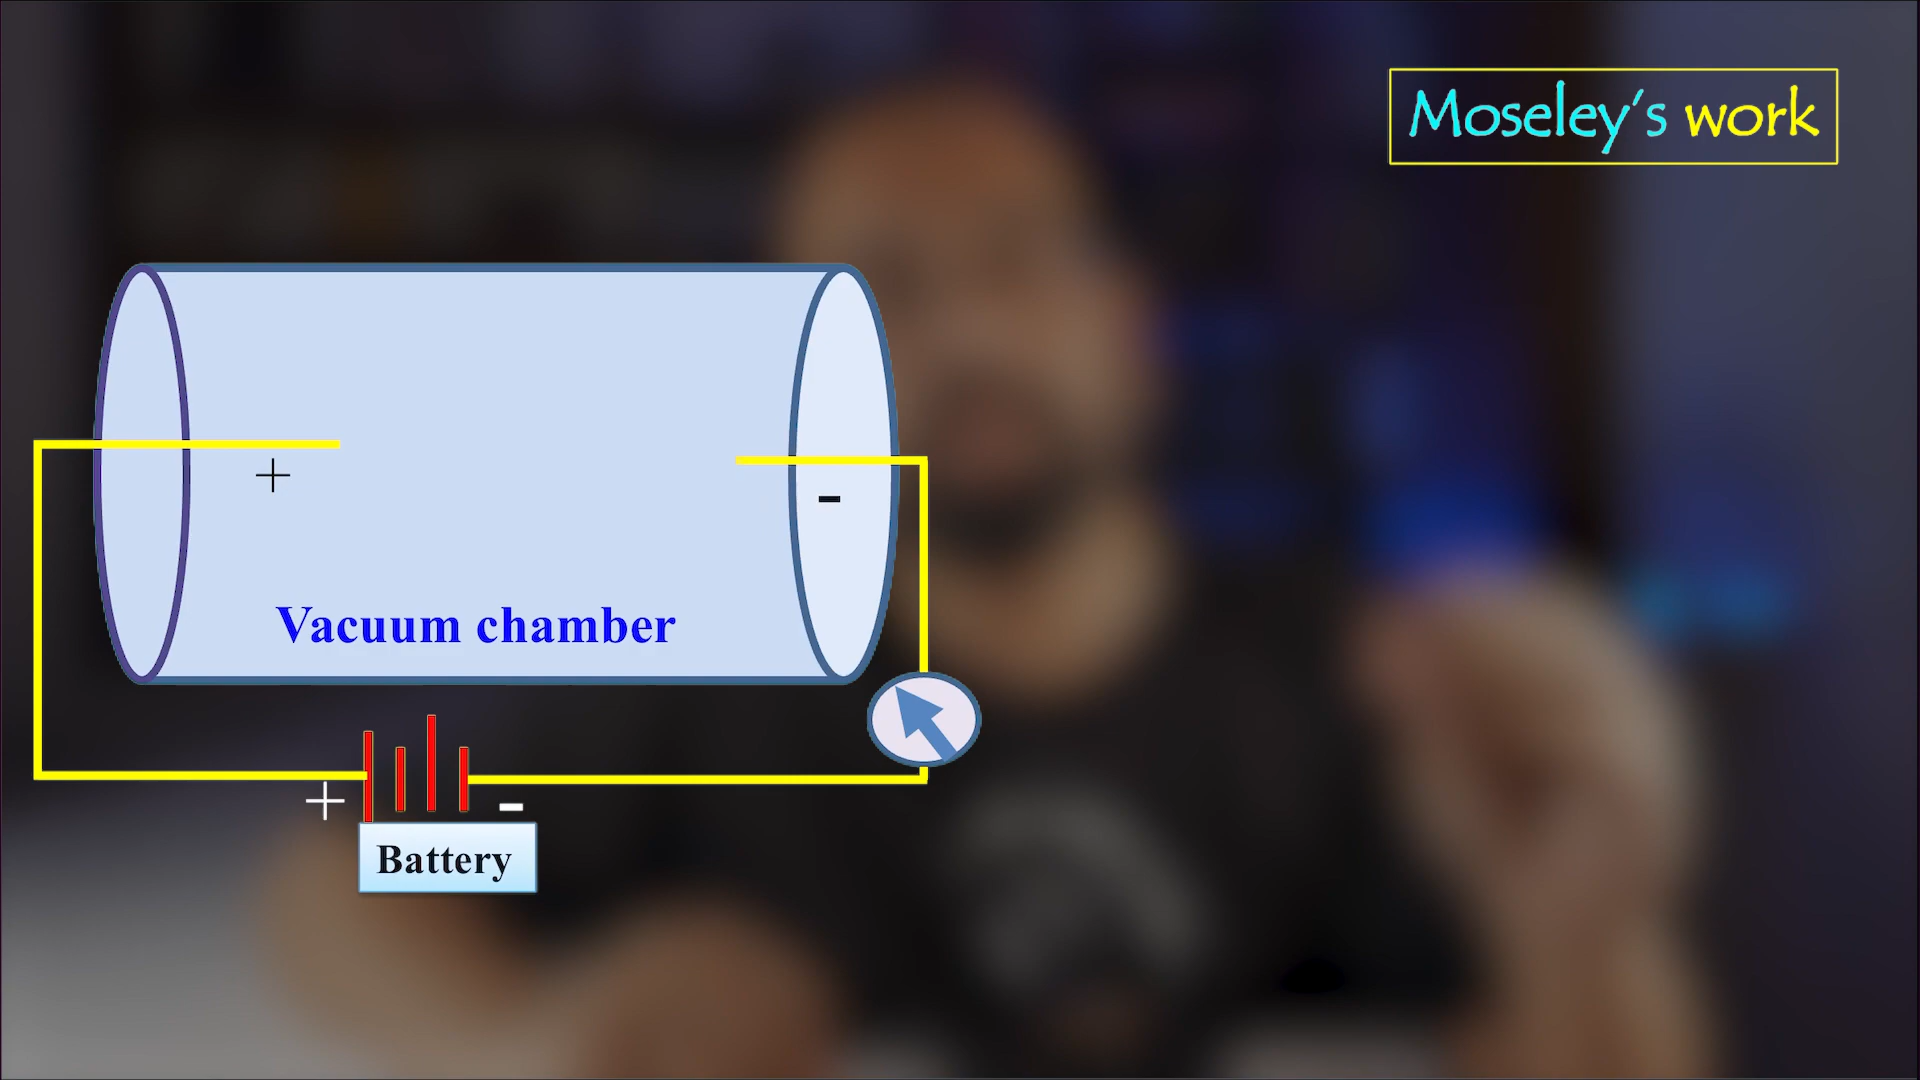 Moseley's work
+
-
Vacuum chamber
+ -
Battery